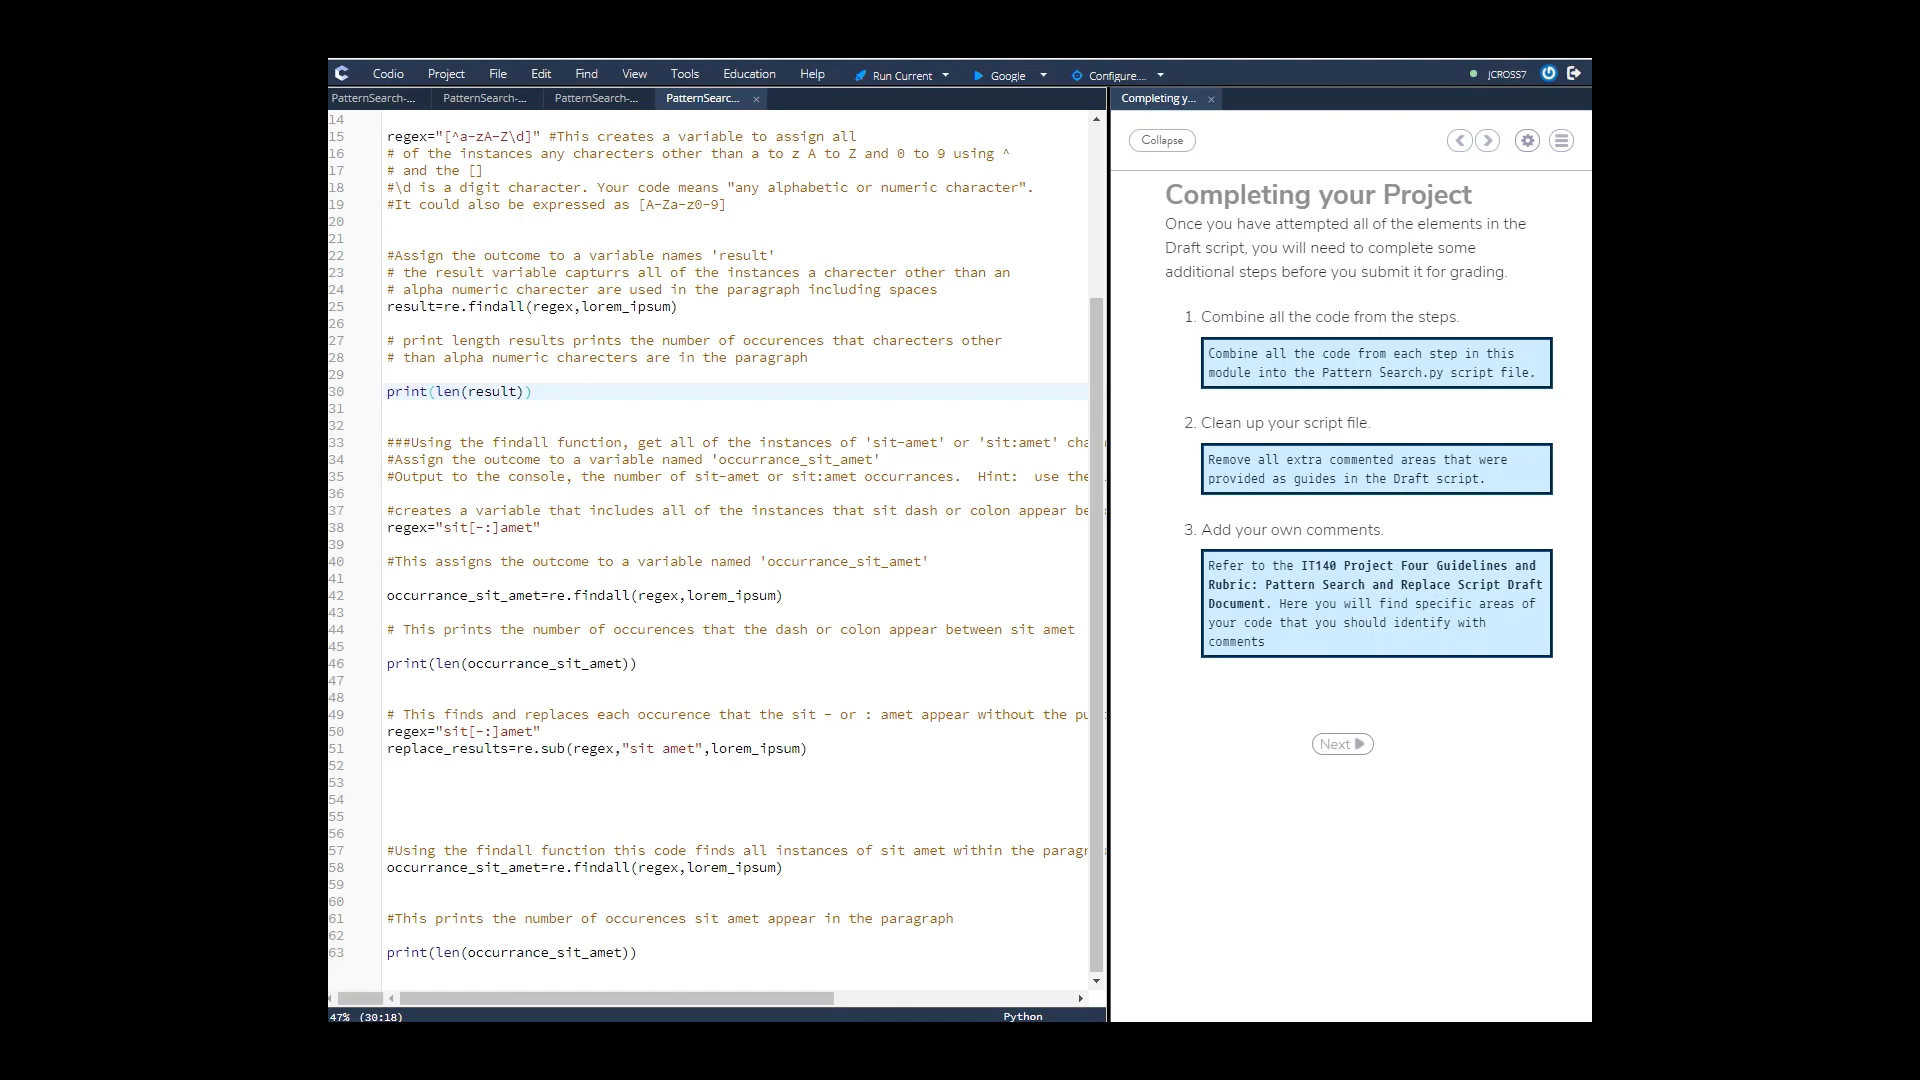 Codio Project File Edit Find View Tools Education Help Run Current Google Configure.... JCROSS7
PatternSearch-... PatternSearch-... PatternSearch-... PatternSearc... ×
14
15 regex="[^a-zA-Z\d]" #This creates a variable to assign all
16 # of the instances any charecters other than a to z A to Z and 0 to 9 using ^
17 # and the []
18 #\d is a digit character. Your code means "any alphabetic or numeric character".
19 #It could also be expressed as [A-Za-z0-9]
20
21
22 #Assign the outcome to a variable names 'result'
23 # the result variable capturrs all of the instances a charecter other than an
24 # alpha numeric charecter are used in the paragraph including spaces
25 result=re.findall(regex,lorem_ipsum)
26
27 # print length results prints the number of occurences that charecters other
28 # than alpha numeric charecters are in the paragraph
29
30 print(len(result))
31
32
33 ###Using the findall function, get all of the instances of 'sit-amet' or 'sit:amet' cha
34 #Assign the outcome to a variable named 'occurrance_sit_amet'
35 #Output to the console, the number of sit-amet or sit:amet occurrances.  Hint:  use the
36
37 #creates a variable that includes all of the instances that sit dash or colon appear be
38 regex="sit[-:]amet"
39
40 #This assigns the outcome to a variable named 'occurrance_sit_amet'
41
42 occurrance_sit_amet=re.findall(regex,lorem_ipsum)
43
44 # This prints the number of occurences that the dash or colon appear between sit amet
45
46 print(len(occurrance_sit_amet))
47
48
49 # This finds and replaces each occurence that the sit - or : amet appear without the pu
50 regex="sit[-:]amet"
51 replace_results=re.sub(regex,"sit amet",lorem_ipsum)
52
53
54
55
56
57 #Using the findall function this code finds all instances of sit amet within the paragr
58 occurrance_sit_amet=re.findall(regex,lorem_ipsum)
59
60
61 #This prints the number of occurences sit amet appear in the paragraph
62
63 print(len(occurrance_sit_amet))
47% (30:18) Python
Completing y... ×
Collapse
Completing your Project
Once you have attempted all of the elements in the
Draft script, you will need to complete some
additional steps before you submit it for grading.
1. Combine all the code from the steps.
Combine all the code from each step in this
module into the Pattern Search.py script file.
2. Clean up your script file.
Remove all extra commented areas that were
provided as guides in the Draft script.
3. Add your own comments.
Refer to the IT140 Project Four Guidelines and
Rubric: Pattern Search and Replace Script Draft
Document. Here you will find specific areas of
your code that you should identify with
comments
Next